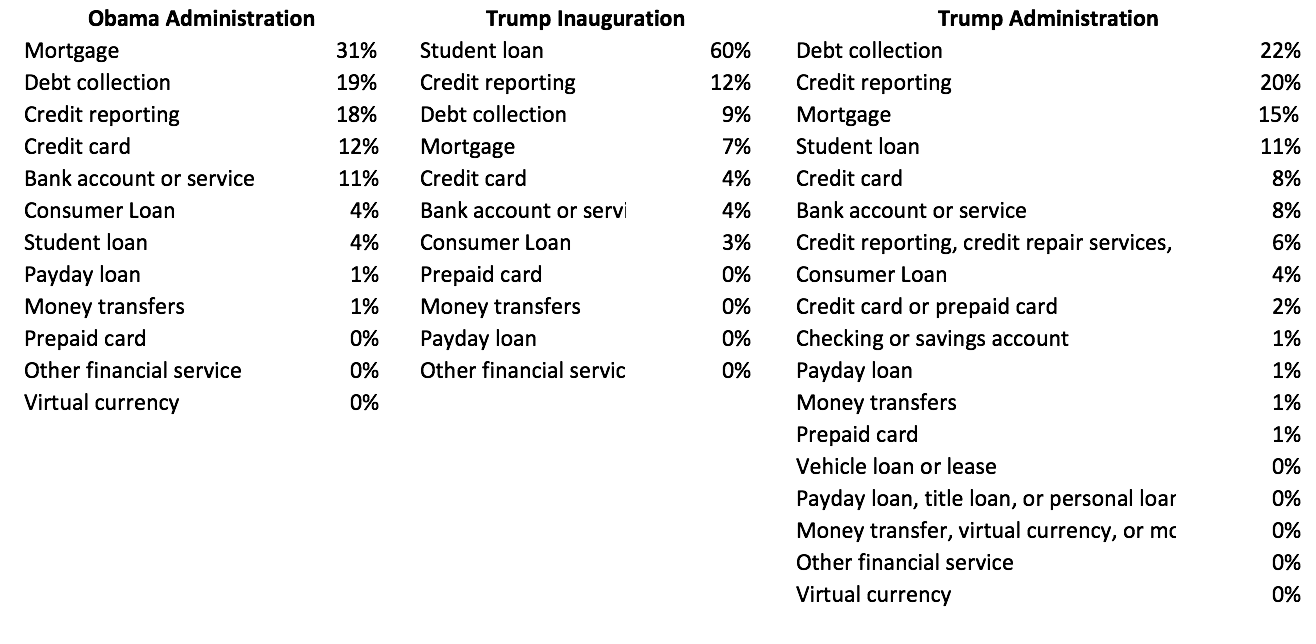 Obama Administration Trump Inauguration Trump Administration
Mortgage 31% Student loan 60% Debt collection 22%
Debt collection 19% Credit reporting 12% Credit reporting 20%
Credit reporting 18% Debt collection 9% Mortgage 15%
Credit card 12% Mortgage 7% Student loan 11%
Bank account or service 11% Credit card 4% Credit card 8%
Consumer Loan 4% Bank account or servi 4% Bank account or service 8%
Student loan 4% Consumer Loan 3% Credit reporting, credit repair services, 6%
Payday loan 1% Prepaid card 0% Consumer Loan 4%
Money transfers 1% Money transfers 0% Credit card or prepaid card 2%
Prepaid card 0% Payday loan 0% Checking or savings account 1%
Other financial service 0% Other financial servic 0% Payday loan 1%
Virtual currency 0% Money transfers 1%
Prepaid card 1%
Vehicle loan or lease 0%
Payday loan, title loan, or personal loar 0%
Money transfer, virtual currency, or mc 0%
Other financial service 0%
Virtual currency 0%